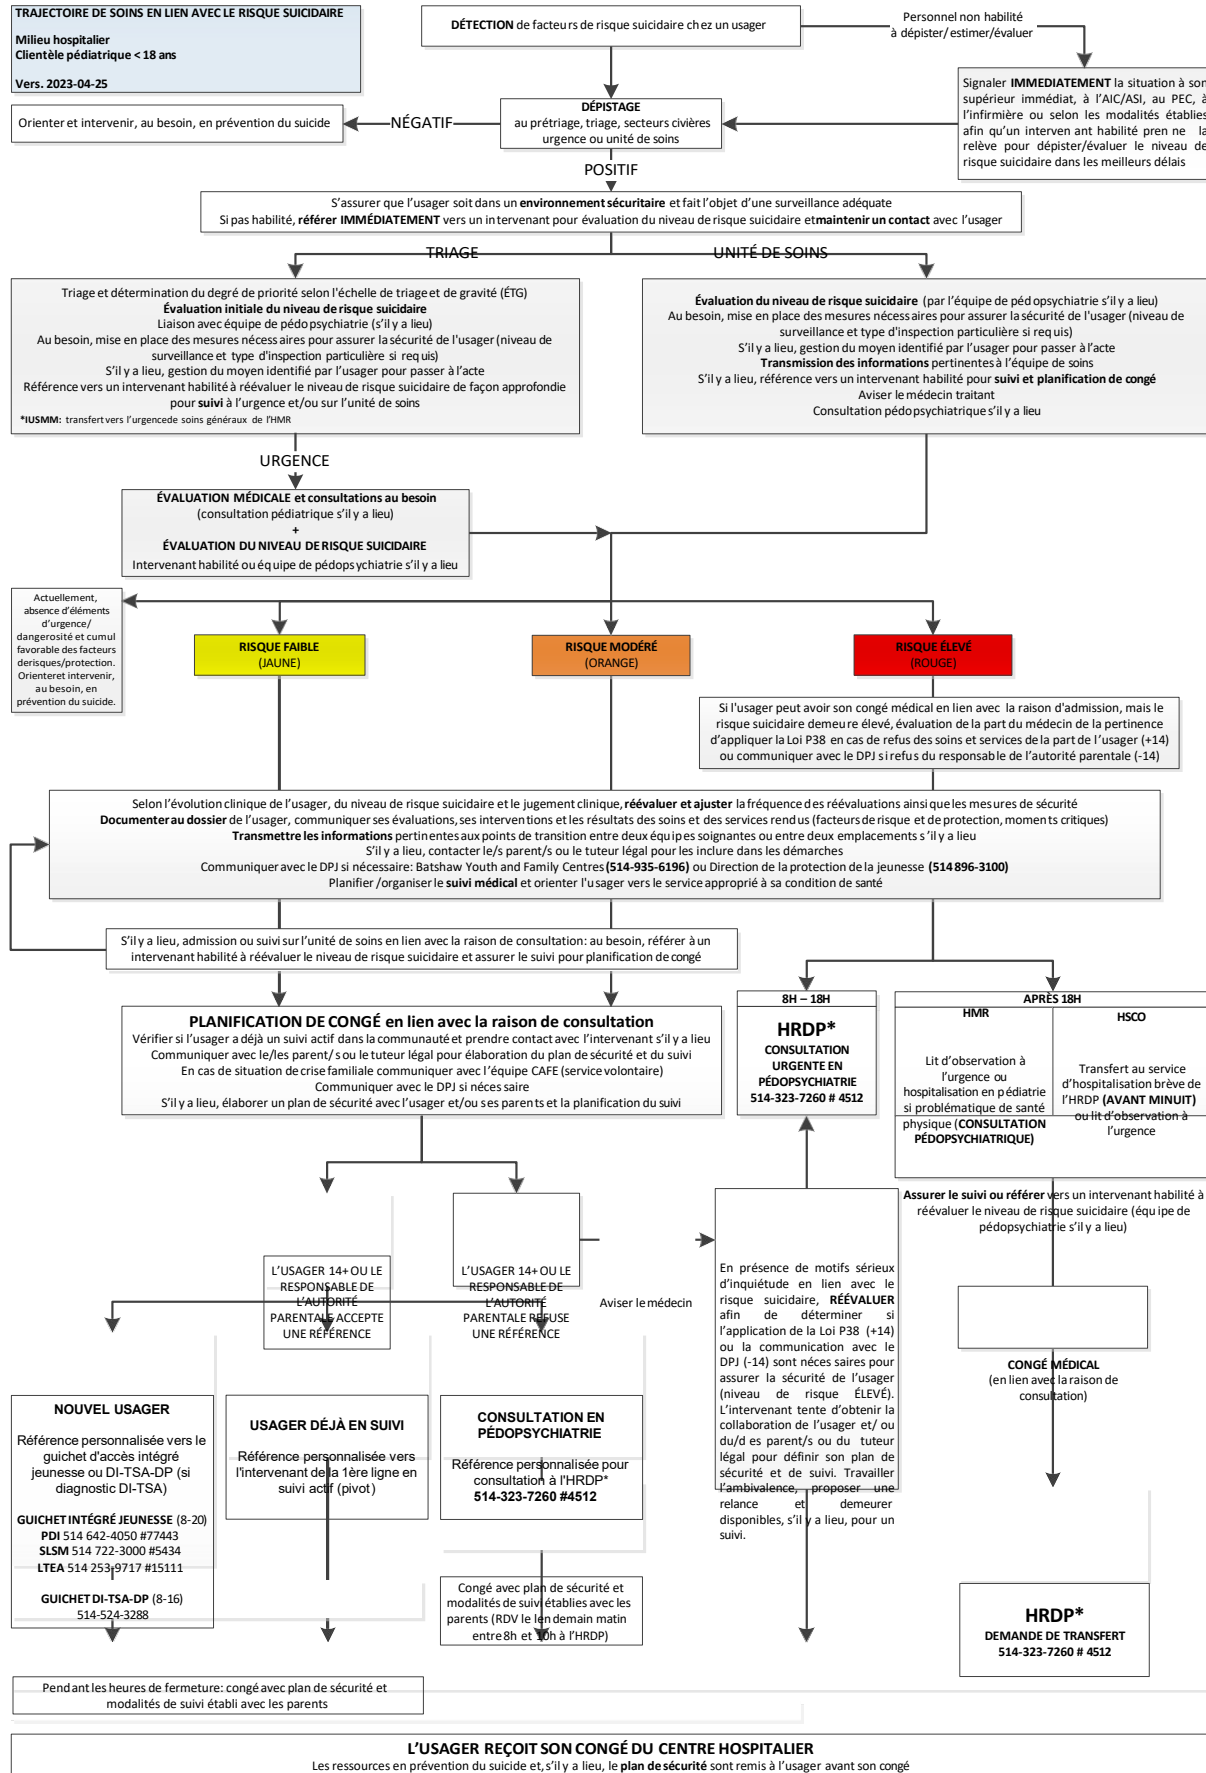 TRAJECTOIRE DE SOINS EN LIEN AVEC LE RISQUE SUICIDAIRE
Milieu hospitalier
Clientèle pédiatrique < 18 ans
Vers. 2023-04-25
DÉTECTION de facteurs de risque suicidaire chez un usager
Personnel non habilité
à dépister/estimer/évaluer
Signaler IMMEDIATEMENT la situation à son
supérieur immédiat, à l'AIC/ASI, au PEC, à
l'infirmière ou selon les modalités établies
afin qu'un intervenant habilité prenne la
relève pour dépister/évaluer le niveau de
risque suicidaire dans les meilleurs délais
DÉPISTAGE
au prétriage, triage, secteurs civières
urgence ou unité de soins
NÉGATIF
Orienter et intervenir, au besoin, en prévention du suicide
POSITIF
S'assurer que l'usager soit dans un environnement sécuritaire et fait l'objet d'une surveillance adéquate
Si pas habilité, référer IMMÉDIATEMENT vers un intervenant pour évaluation du niveau de risque suicidaire et maintenir un contact avec l'usager
TRIAGE
UNITÉ DE SOINS
Triage et détermination du degré de priorité selon l'échelle de triage et de gravité (ÉTG)
Évaluation initiale du niveau de risque suicidaire
Liaison avec équipe de pédopsychiatrie (s'il y a lieu)
Au besoin, mise en place des mesures nécessaires pour assurer la sécurité de l'usager (niveau de
surveillance et type d'inspection particulière si requis)
S'il y a lieu, gestion du moyen identifié par l'usager pour passer à l'acte
Référence vers un intervenant habilité à réévaluer le niveau de risque suicidaire de façon approfondie
pour suivi à l'urgence et/ou sur l'unité de soins
*IUSMM: transfert vers l'urgence de soins généraux de l'HMR
Évaluation du niveau de risque suicidaire (par l'équipe de pédopsychiatrie s'il y a lieu)
Au besoin, mise en place des mesures nécessaires pour assurer la sécurité de l'usager (niveau de
surveillance et type d'inspection particulière si requis)
S'il y a lieu, gestion du moyen identifié par l'usager pour passer à l'acte
Transmission des informations pertinentes à l'équipe de soins
S'il y a lieu, référence vers un intervenant habilité pour suivi et planification de congé
Aviser le médecin traitant
Consultation pédopsychiatrique s'il y a lieu
URGENCE
ÉVALUATION MÉDICALE et consultations au besoin
(consultation pédiatrique s'il y a lieu)
+
ÉVALUATION DU NIVEAU DE RISQUE SUICIDAIRE
Intervenant habilité ou équipe de pédopsychiatrie s'il y a lieu
Actuellement,
absence d'éléments
d'urgence/
dangerosité et cumul
favorable des facteurs
de risques/protection.
Orienter et intervenir,
au besoin, en
prévention du suicide.
RISQUE FAIBLE
(JAUNE)
RISQUE MODÉRÉ
(ORANGE)
RISQUE ÉLEVÉ
(ROUGE)
Si l'usager peut avoir son congé médical en lien avec la raison d'admission, mais le
risque suicidaire demeure élevé, évaluation de la part du médecin de la pertinence
d'appliquer la Loi P38 en cas de refus des soins et services de la part de l'usager (+14)
ou communiquer avec le DPJ si refus du responsable de l'autorité parentale (-14)
Selon l'évolution clinique de l'usager, du niveau de risque suicidaire et le jugement clinique, réévaluer et ajuster la fréquence des réévaluations ainsi que les mesures de sécurité
Documenter au dossier de l'usager, communiquer ses évaluations, ses interventions et les résultats des soins et des services rendus (facteurs de risque et de protection, moments critiques)
Transmettre les informations pertinentes aux points de transition entre deux équipes soignantes ou entre deux emplacements s'il y a lieu
S'il y a lieu, contacter le/s parent/s ou le tuteur légal pour les inclure dans les démarches
Communiquer avec le DPJ si nécessaire: Batshaw Youth and Family Centres (514-935-6196) ou Direction de la protection de la jeunesse (514 896-3100)
Planifier/organiser le suivi médical et orienter l'usager vers le service approprié à sa condition de santé
S'il y a lieu, admission ou suivi sur l'unité de soins en lien avec la raison de consultation: au besoin, référer à un
intervenant habilité à réévaluer le niveau de risque suicidaire et assurer le suivi pour planification de congé
PLANIFICATION DE CONGÉ en lien avec la raison de consultation
Vérifier si l'usager a déjà un suivi actif dans la communauté et prendre contact avec l'intervenant s'il y a lieu
Communiquer avec le/les parent/s ou le tuteur légal pour élaboration du plan de sécurité et du suivi
En cas de situation de crise familiale communiquer avec l'équipe CAFE (service volontaire)
Communiquer avec le DPJ si nécessaire
S'il y a lieu, élaborer un plan de sécurité avec l'usager et/ou ses parents et la planification du suivi
8H – 18H
HRDP*
CONSULTATION
URGENTE EN
PÉDOPSYCHIATRIE
514-323-7260 # 4512
APRÈS 18H
HMR
Lit d'observation à
l'urgence ou
hospitalisation en pédiatrie
si problématique de santé
physique (CONSULTATION
PÉDOPSYCHIATRIQUE)
HSCO
Transfert au service
d'hospitalisation brève de
l'HRDP (AVANT MINUIT)
ou lit d'observation à
l'urgence
Assurer le suivi ou référer vers un intervenant habilité à
réévaluer le niveau de risque suicidaire (équipe de
pédopsychiatrie s'il y a lieu)
L'USAGER 14+ OU LE
RESPONSABLE DE
L'AUTORITÉ
PARENTALE ACCEPTE
UNE RÉFÉRENCE
L'USAGER 14+ OU LE
RESPONSABLE DE
L'AUTORITÉ
PARENTALE REFUSE
UNE RÉFÉRENCE
Aviser le médecin
En présence de motifs sérieux
d'inquiétude en lien avec le
risque suicidaire, RÉÉVALUER
afin de déterminer si
l'application de la Loi P38 (+14)
ou la communication avec le
DPJ (-14) sont nécessaires pour
assurer la sécurité de l'usager
(niveau de risque ÉLEVÉ).
L'intervenant tente d'obtenir la
collaboration de l'usager et/ou
du/des parent/s ou du tuteur
légal pour définir son plan de
sécurité et de suivi. Travailler
l'ambivalence, proposer une
relance et demeurer
disponibles, s'il y a lieu, pour un
suivi.
CONGÉ MÉDICAL
(en lien avec la raison de
consultation)
NOUVEL USAGER
Référence personnalisée vers le
guichet d'accès intégré
jeunesse ou DI-TSA-DP (si
diagnostic DI-TSA)
GUICHET INTÉGRÉ JEUNESSE (8-20)
PDI 514 642-4050 #77443
SLSM 514 722-3000 #5434
LTEA 514 253-9717 #15111
GUICHET DI-TSA-DP (8-16)
514-524-3288
USAGER DÉJÀ EN SUIVI
Référence personnalisée vers
l'intervenant de la 1ère ligne en
suivi actif (pivot)
CONSULTATION EN
PÉDOPSYCHIATRIE
Référence personnalisée pour
consultation à l'HRDP*
514-323-7260 #4512
Congé avec plan de sécurité et
modalités de suivi établies avec les
parents (RDV le lendemain matin
entre 8h et 10h à l'HRDP)
HRDP*
DEMANDE DE TRANSFERT
514-323-7260 # 4512
Pendant les heures de fermeture: congé avec plan de sécurité et
modalités de suivi établi avec les parents
L'USAGER REÇOIT SON CONGÉ DU CENTRE HOSPITALIER
Les ressources en prévention du suicide et, s'il y a lieu, le plan de sécurité sont remis à l'usager avant son congé